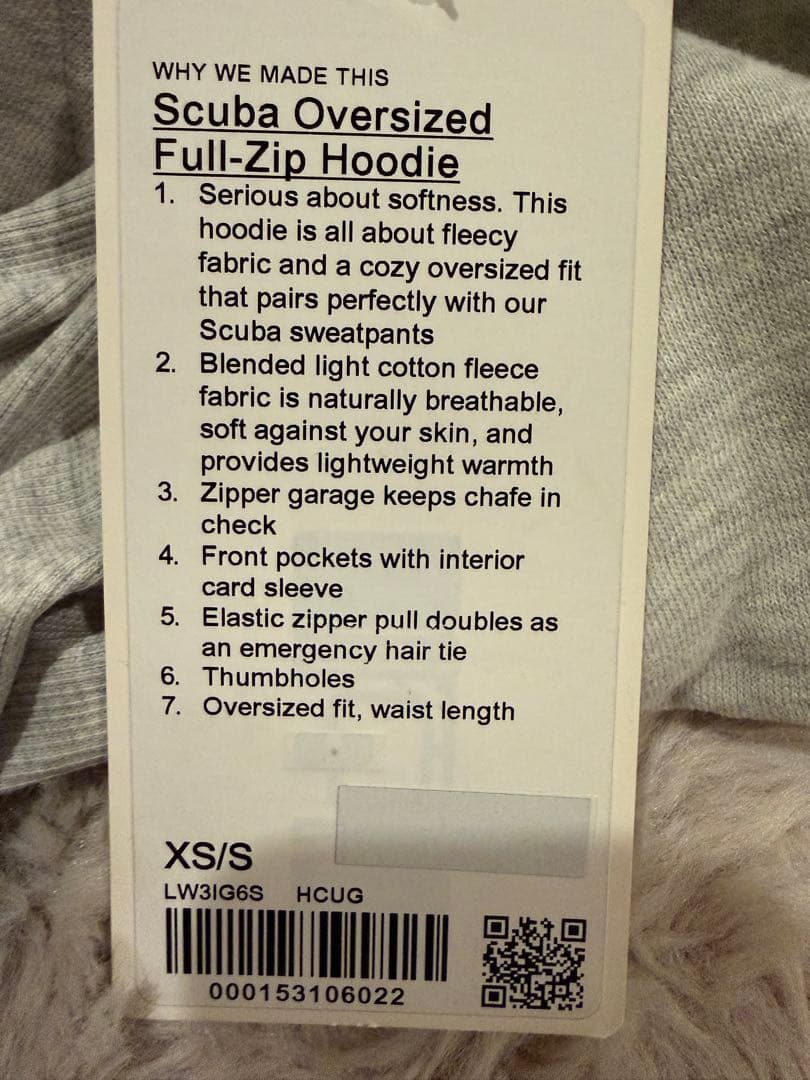 WHY WE MADE THIS
Scuba Oversized
Full-Zip Hoodie
1. Serious about softness. This
hoodie is all about fleecy
fabric and a cozy oversized fit
that pairs perfectly with our
Scuba sweatpants
2. Blended light cotton fleece
fabric is naturally breathable,
soft against your skin, and
provides lightweight warmth
3. Zipper garage keeps chafe in
check
4. Front pockets with interior
card sleeve
5. Elastic zipper pull doubles as
an emergency hair tie
6. Thumbholes
7. Oversized fit, waist length
XS/S
LW3IG6S HCUG
000153106022